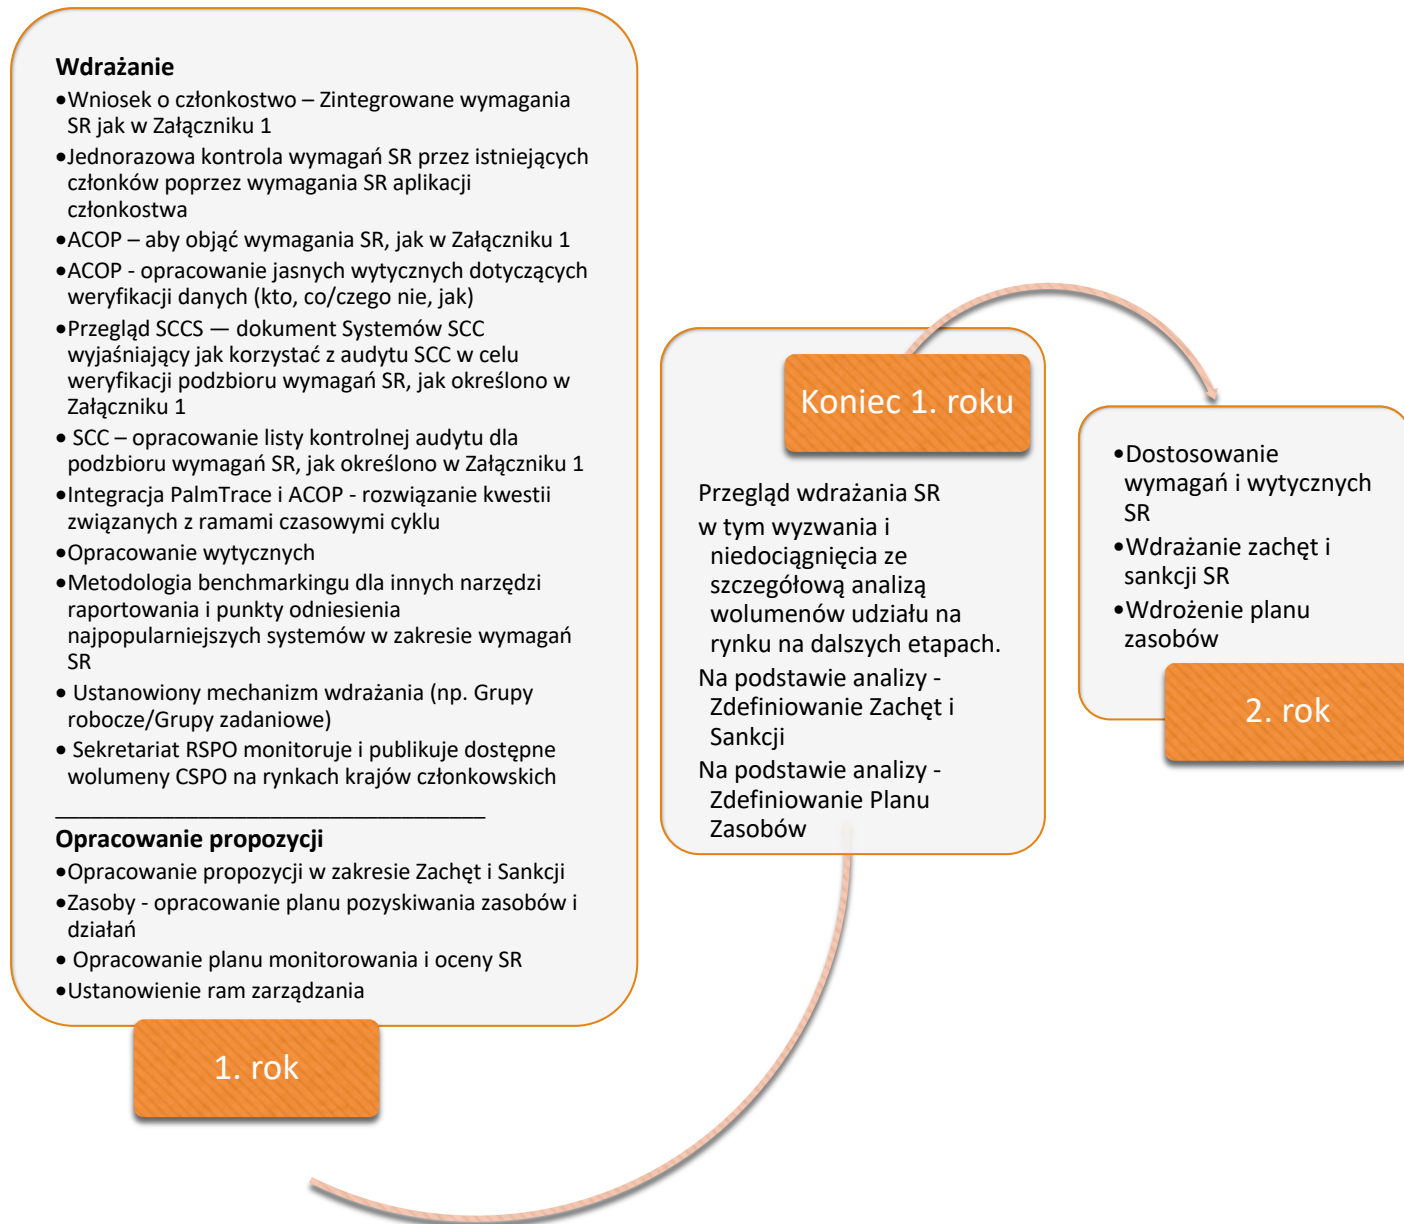 Wdrażanie
•Wniosek o członkostwo – Zintegrowane wymagania
SR jak w Załączniku 1
•Jednorazowa kontrola wymagań SR przez istniejących
członków poprzez wymagania SR aplikacji
członkostwa
•ACOP – aby objąć wymagania SR, jak w Załączniku 1
•ACOP - opracowanie jasnych wytycznych dotyczących
weryfikacji danych (kto, co/czego nie, jak)
•Przegląd SCCS — dokument Systemów SCC
wyjaśniający jak korzystać z audytu SCC w celu
weryfikacji podzbioru wymagań SR, jak określono w
Załączniku 1
• SCC – opracowanie listy kontrolnej audytu dla
podzbioru wymagań SR, jak określono w Załączniku 1
•Integracja PalmTrace i ACOP - rozwiązanie kwestii
związanych z ramami czasowymi cyklu
•Opracowanie wytycznych
•Metodologia benchmarkingu dla innych narzędzi
raportowania i punkty odniesienia
najpopularniejszych systemów w zakresie wymagań
SR
• Ustanowiony mechanizm wdrażania (np. Grupy
robocze/Grupy zadaniowe)
• Sekretariat RSPO monitoruje i publikuje dostępne
wolumeny CSPO na rynkach krajów członkowskich
Opracowanie propozycji
•Opracowanie propozycji w zakresie Zachęt i Sankcji
•Zasoby - opracowanie planu pozyskiwania zasobów i
działań
• Opracowanie planu monitorowania i oceny SR
•Ustanowienie ram zarządzania
1. rok
Koniec 1. roku
Przegląd wdrażania SR
w tym wyzwania i
niedociągnięcia ze
szczegółową analizą
wolumenów udziału na
rynku na dalszych etapach.
Na podstawie analizy -
Zdefiniowanie Zachęt i
Sankcji
Na podstawie analizy -
Zdefiniowanie Planu
Zasobów
•Dostosowanie
wymagań i wytycznych
SR
•Wdrażanie zachęt i
sankcji SR
•Wdrożenie planu
zasobów
2. rok